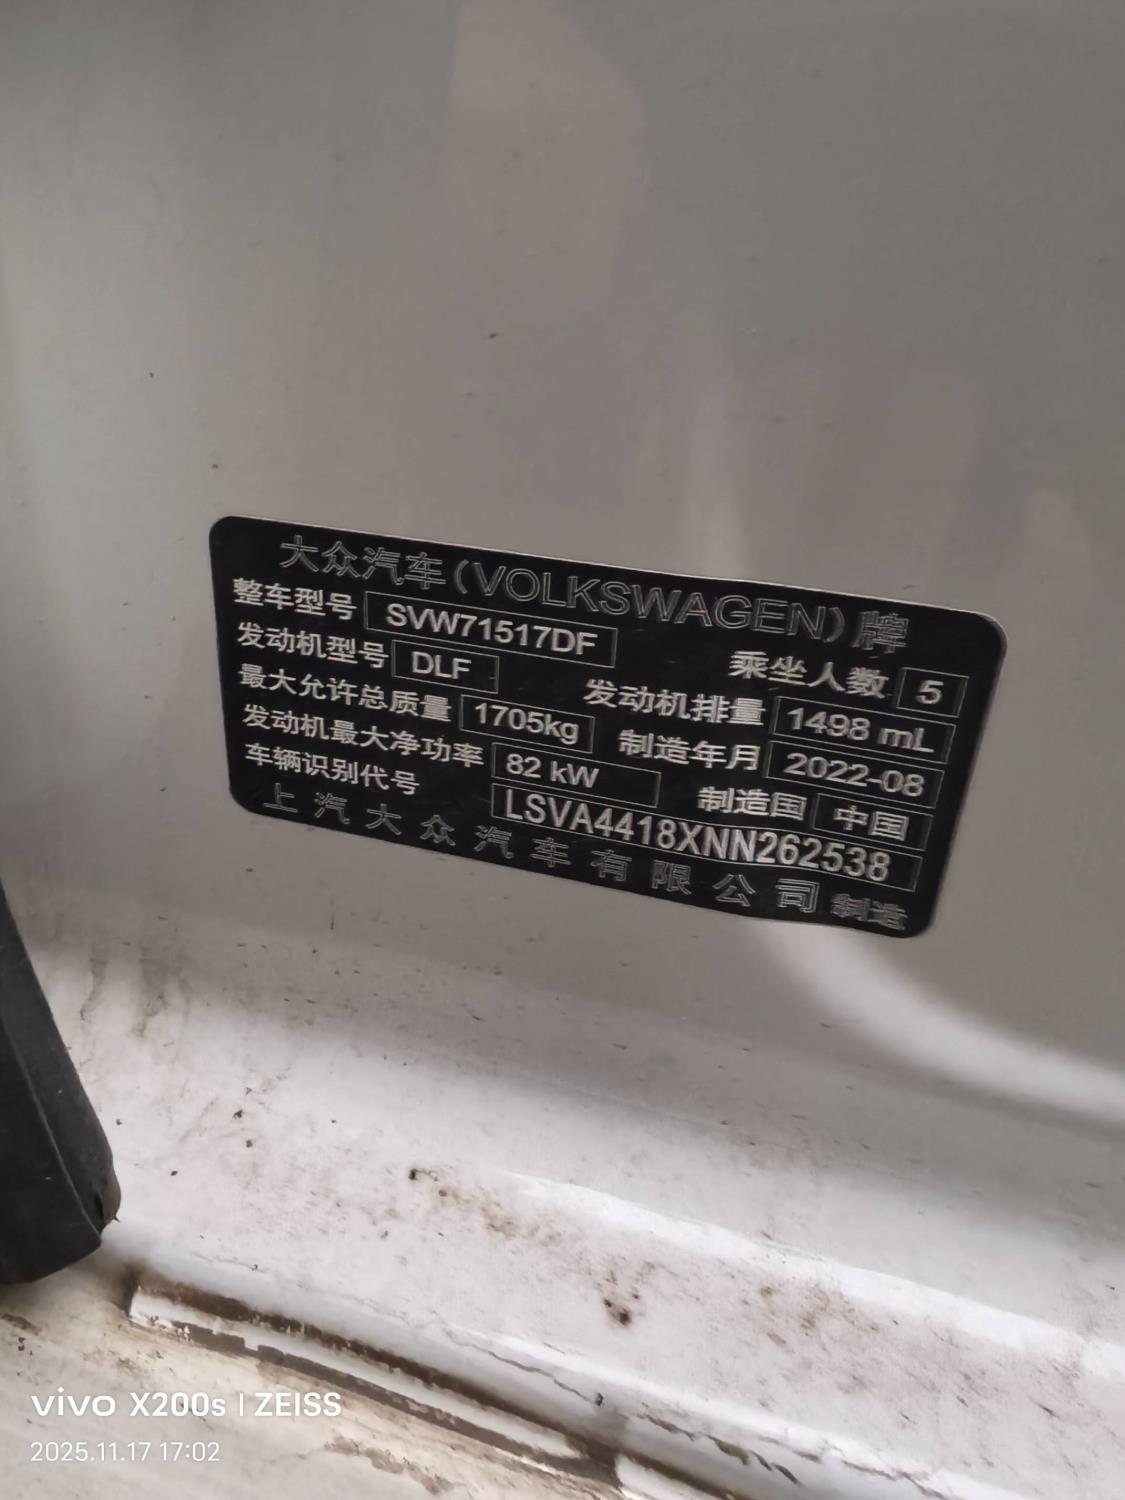 大众汽车(VOLKSWAGEN)牌
整车型号 SVW71517DF 乘坐人数 5
发动机型号 DLF 发动机排量 1498 mL
最大允许总质量 1705kg 制造年月 2022-08
发动机最大净功率 82 kW 制造国 中国
车辆识别代号 LSVA4418XNN262538
上汽大众汽车有限公司 制造
vivo X200s | ZEISS
2025.11.17 17:02